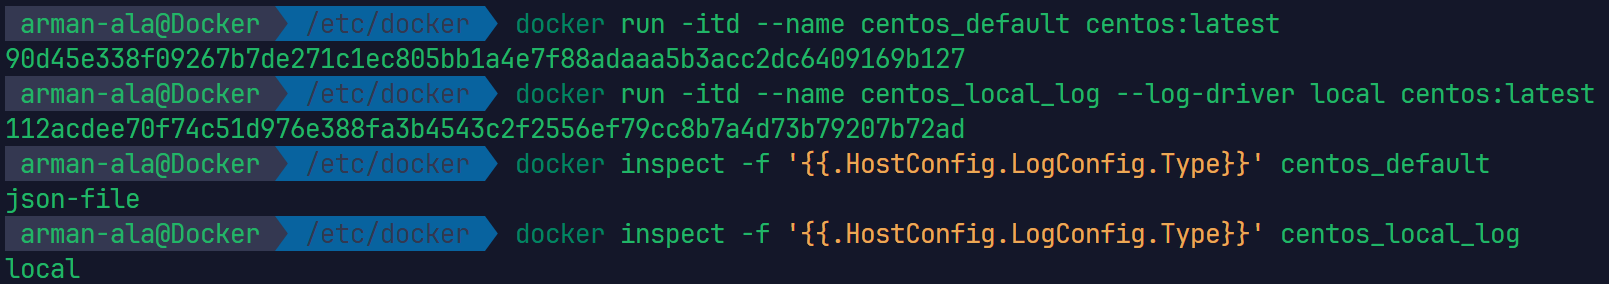 arman-ala@Docker /etc/docker docker run -itd --name centos_default centos:latest
90d45e338f09267b7de271c1ec805bb1a4e7f88adaaa5b3acc2dc6409169b127
arman-ala@Docker /etc/docker docker run -itd --name centos_local_log --log-driver local centos:latest
112acdee70f74c51d976e388fa3b4543c2f2556ef79cc8b7a4d73b79207b72ad
arman-ala@Docker /etc/docker docker inspect -f '{{.HostConfig.LogConfig.Type}}' centos_default
json-file
arman-ala@Docker /etc/docker docker inspect -f '{{.HostConfig.LogConfig.Type}}' centos_local_log
local